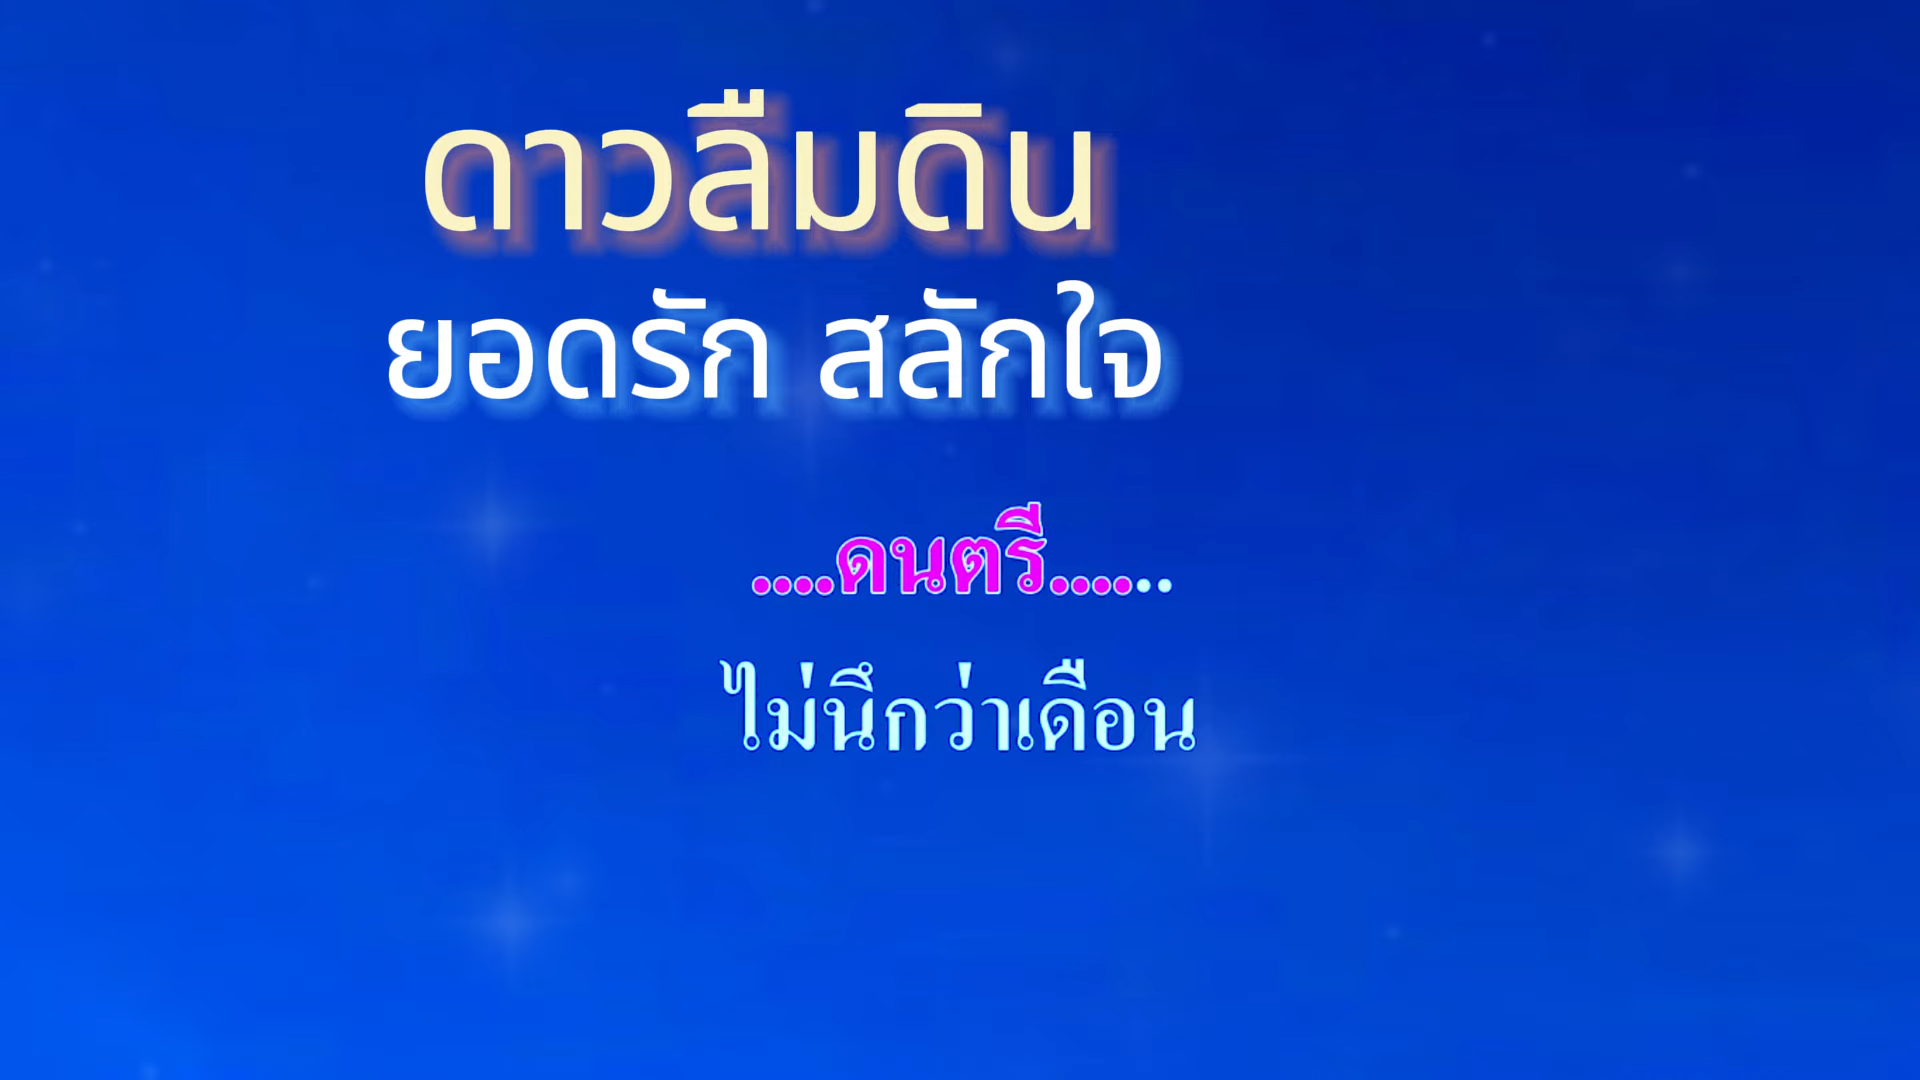 ดาวลืมดิน
ยอดรัก สลักใจ
....ดนตรี......
ไม่นึกว่าเดือน